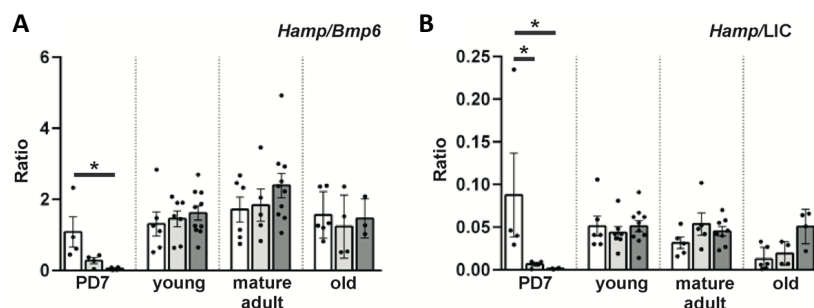 A
Hamp/Bmp6
*
Ratio
6
4
2
0
PD7 young mature adult old
B
Hamp/LIC
*
*
Ratio
0.25
0.20
0.15
0.10
0.05
0.00
PD7 young mature adult old